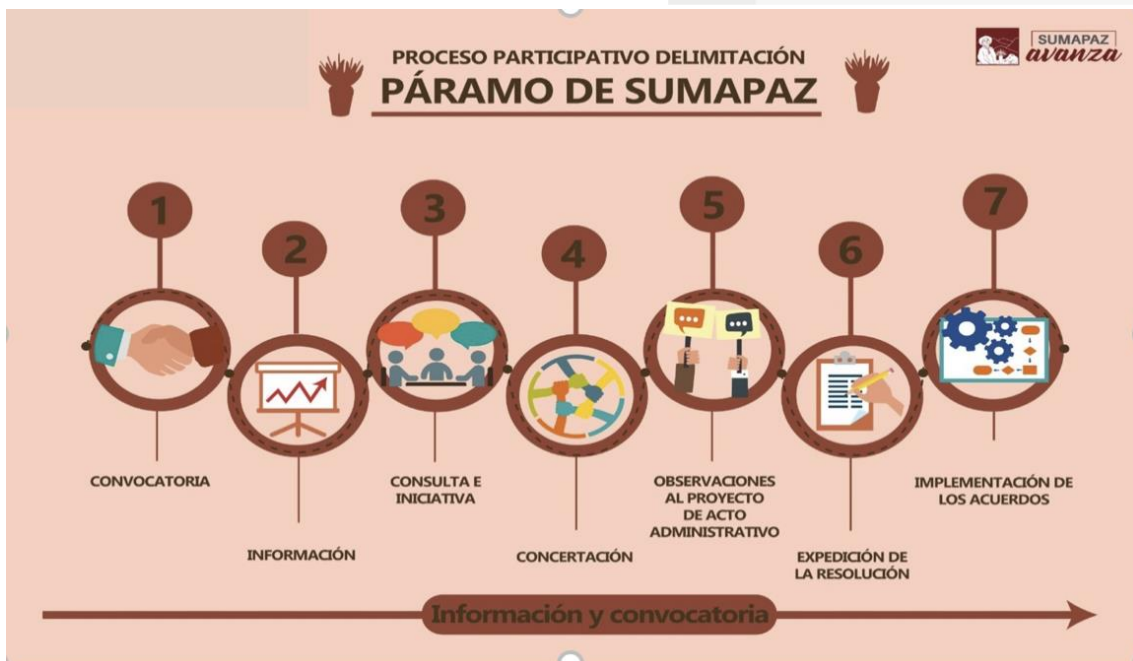 PROCESO PARTICIPATIVO DELIMITACIÓN
PÁRAMO DE SUMAPAZ
SUMAPAZ
avanza
1
2
3
4
5
6
7
CONVOCATORIA
INFORMACIÓN
CONSULTA E
INICIATIVA
CONCERTACIÓN
OBSERVACIONES
AL PROYECTO
DE ACTO
ADMINISTRATIVO
EXPEDICIÓN DE
LA RESOLUCIÓN
IMPLEMENTACIÓN DE
LOS ACUERDOS
Información y convocatoria